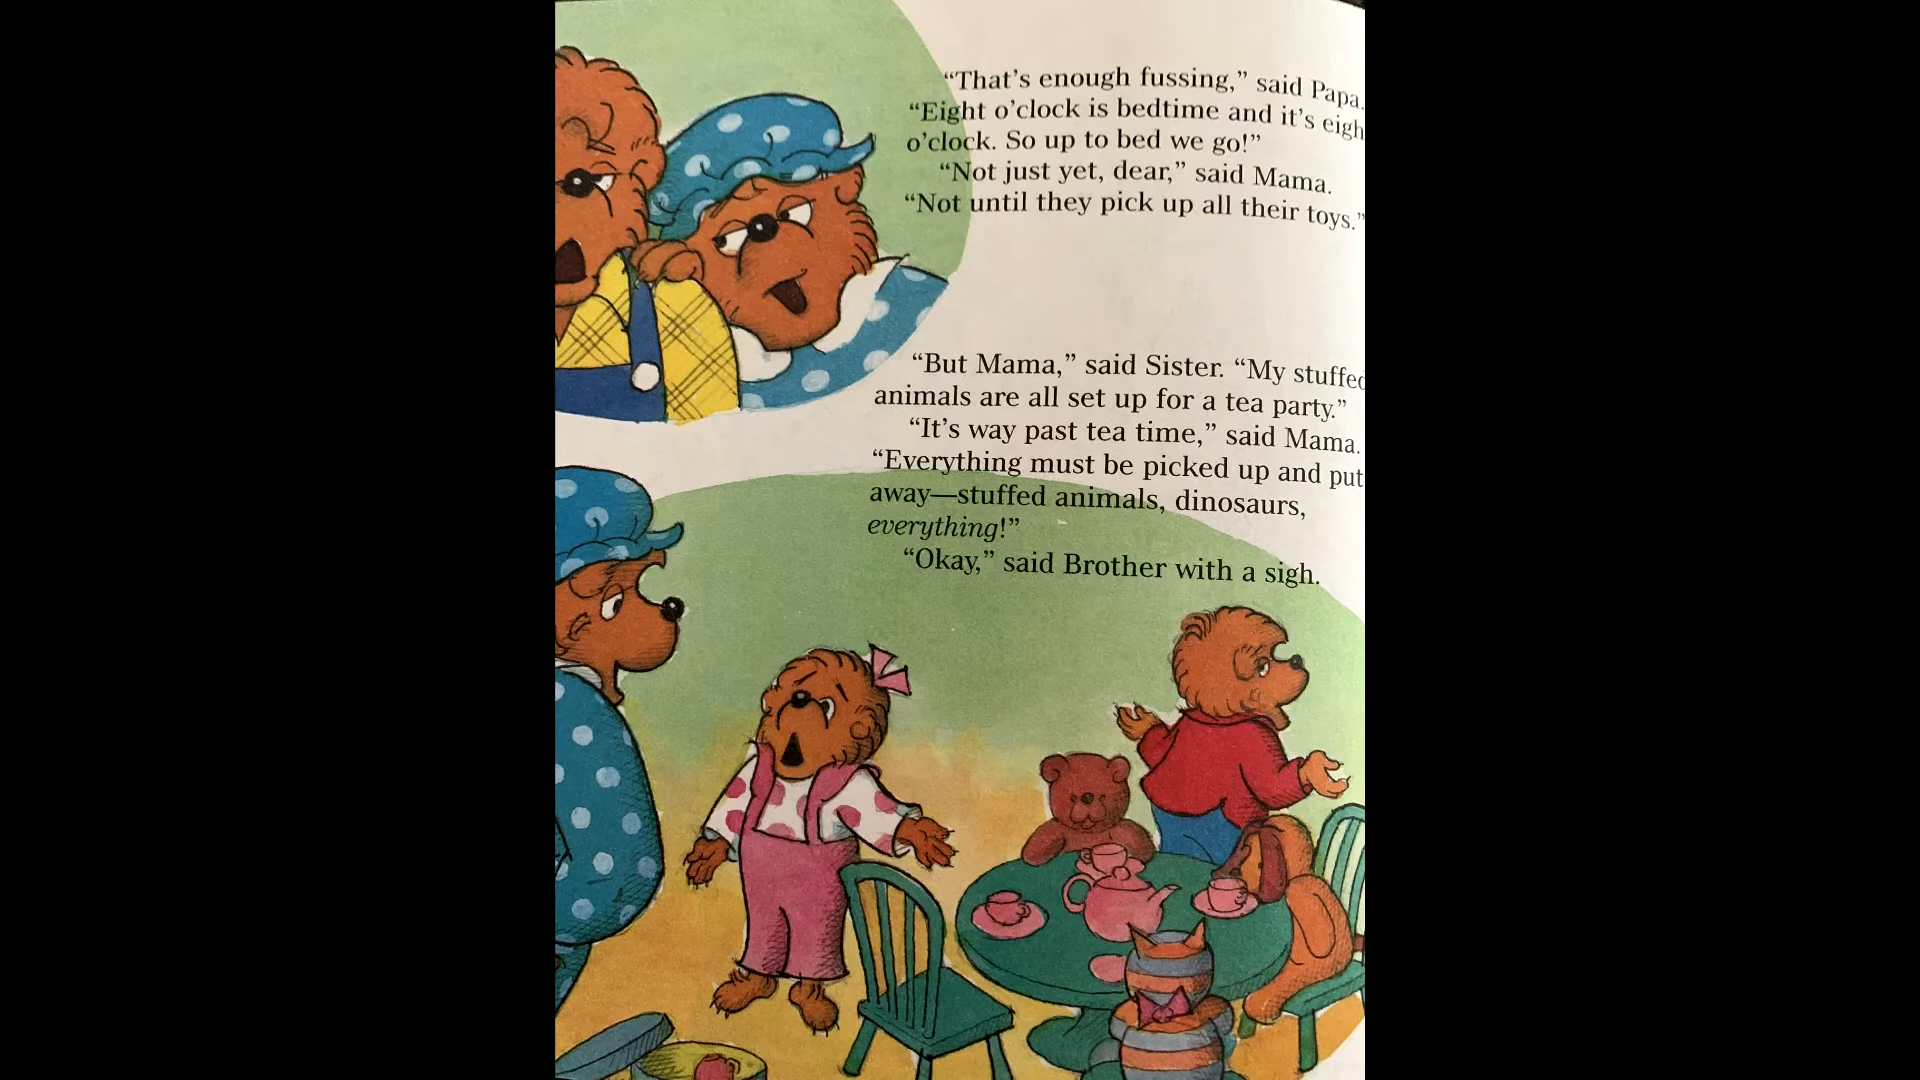 “That’s enough fussing,” said Papa.
“Eight o’clock is bedtime and it’s eigh
o’clock. So up to bed we go!”
“Not just yet, dear,” said Mama.
“Not until they pick up all their toys.”
“But Mama,” said Sister. “My stuffed
animals are all set up for a tea party.”
“It’s way past tea time,” said Mama.
“Everything must be picked up and put
away—stuffed animals, dinosaurs,
everything!”
“Okay,” said Brother with a sigh.